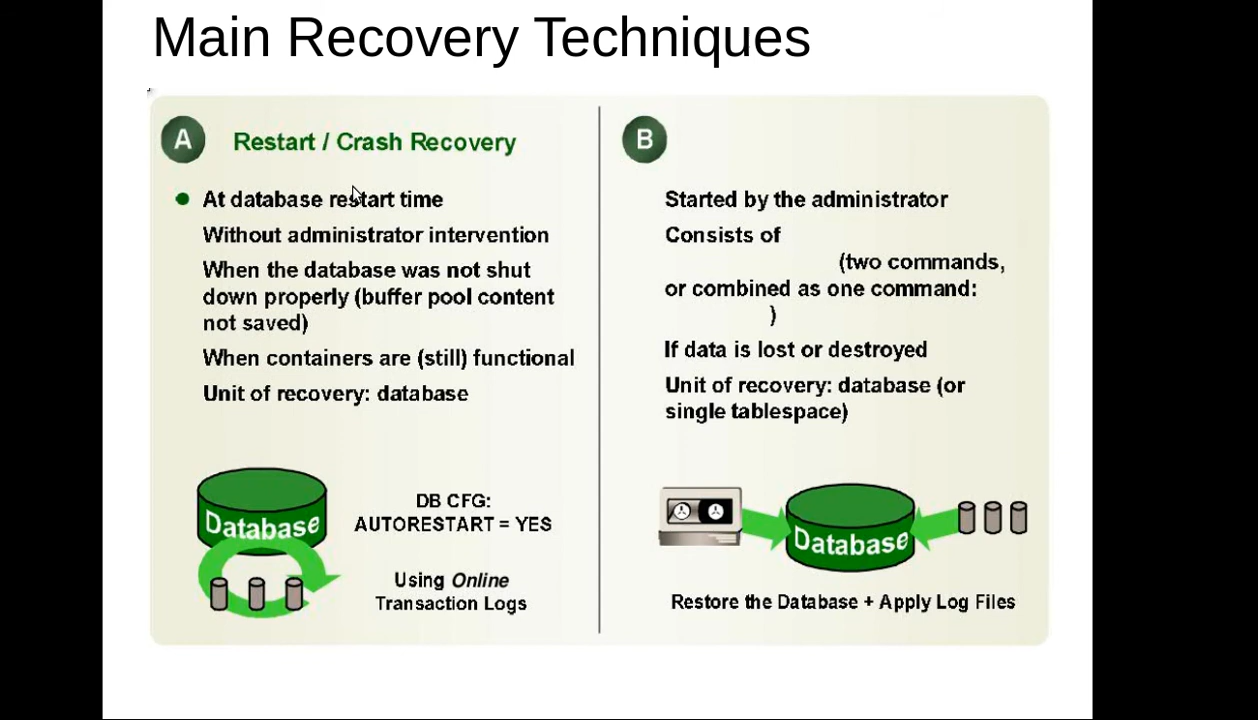 Main Recovery Techniques
A
Restart / Crash Recovery
At database restart time
Without administrator intervention
When the database was not shut
down properly (buffer pool content
not saved)
When containers are (still) functional
Unit of recovery: database
Database
DB CFG:
AUTORESTART = YES
Using Online
Transaction Logs
B
Started by the administrator
Consists of
(two commands,
or combined as one command:
)
If data is lost or destroyed
Unit of recovery: database (or
single tablespace)
Database
Restore the Database + Apply Log Files